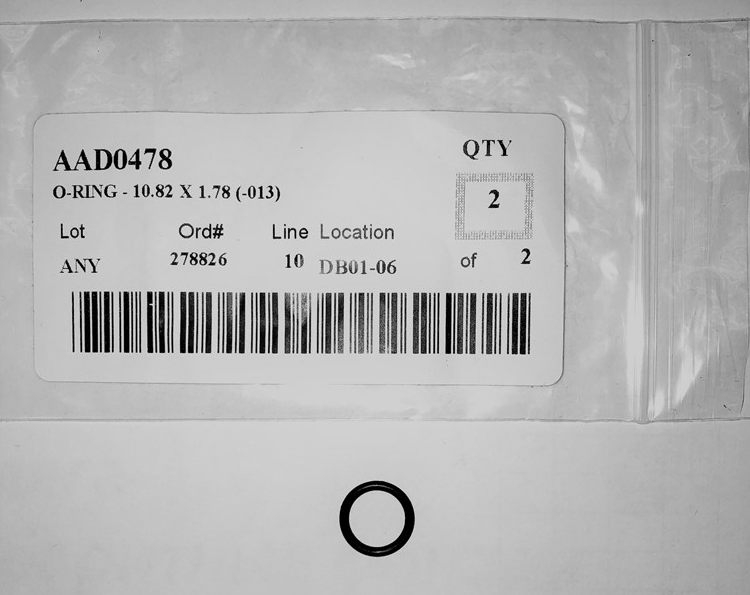 AAD0478
QTY
O-RING - 10.82 X 1.78 (-013)
2
Lot Ord# Line Location
ANY 278826 10 DB01-06
of 2